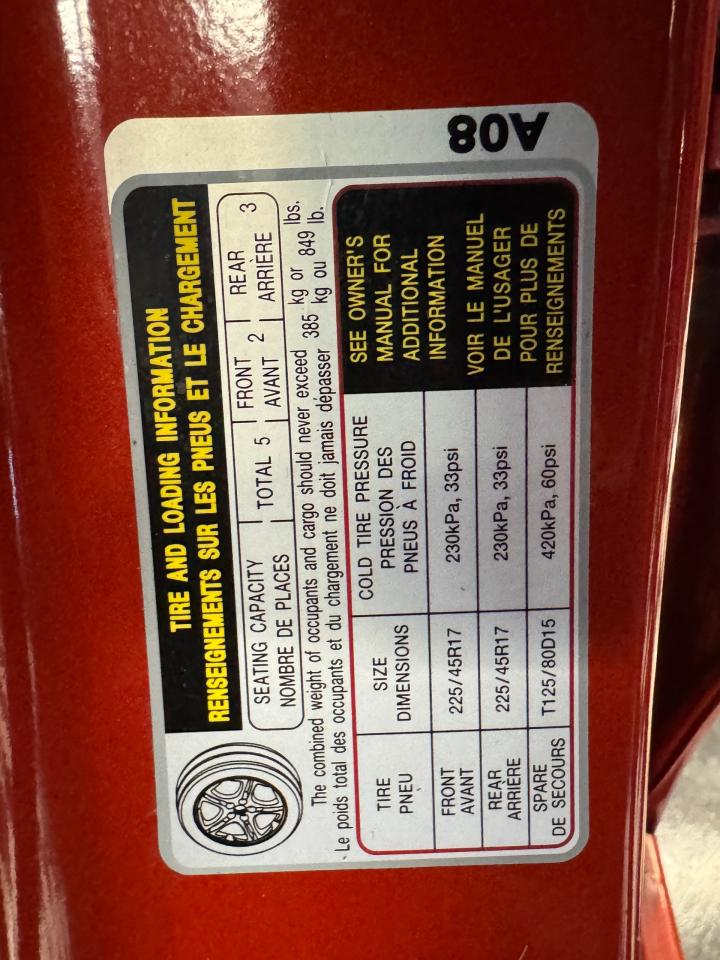 A08
TIRE AND LOADING INFORMATION
RENSEIGNEMENTS SUR LES PNEUS ET LE CHARGEMENT
SEATING CAPACITY
NOMBRE DE PLACES
TOTAL 5
FRONT
AVANT 2
REAR
ARRIÈRE 3
The combined weight of occupants and cargo should never exceed 385 kg or 849 lbs.
Le poids total des occupants et du chargement ne doit jamais dépasser 385 kg ou 849 lb.
TIRE
PNEU
SIZE
DIMENSIONS
COLD TIRE PRESSURE
PRESSION DES
PNEUS À FROID
FRONT
AVANT
225/45R17
230kPa, 33psi
REAR
ARRIÈRE
225/45R17
230kPa, 33psi
SPARE
DE SECOURS
T125/80D15
420kPa, 60psi
SEE OWNER'S
MANUAL FOR
ADDITIONAL
INFORMATION
VOIR LE MANUEL
DE L'USAGER
POUR PLUS DE
RENSEIGNEMENTS